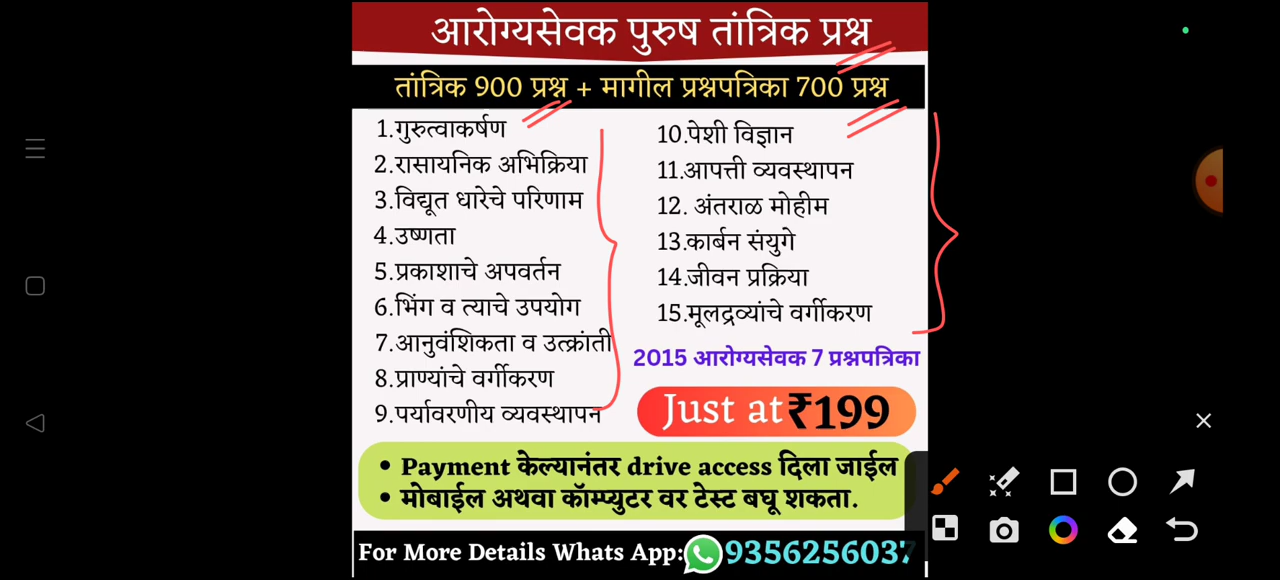 आरोग्यसेवक पुरुष तांत्रिक प्रश्न
तांत्रिक 900 प्रश्न + मागील प्रश्नपत्रिका 700 प्रश्न
1.गुरुत्वाकर्षण
2.रासायनिक अभिक्रिया
3.विद्यूत धारेचे परिणाम
4.उष्णता
5.प्रकाशाचे अपवर्तन
6.भिंग व त्याचे उपयोग
7.आनुवंशिकता व उत्क्रांती
8.प्राण्यांचे वर्गीकरण
9.पर्यावरणीय व्यवस्थापन
10.पेशी विज्ञान
11.आपत्ती व्यवस्थापन
12. अंतराळ मोहीम
13.कार्बन संयुगे
14.जीवन प्रक्रिया
15.मूलद्रव्यांचे वर्गीकरण
2015 आरोग्यसेवक 7 प्रश्नपत्रिका
Just at ₹199
• Payment केल्यानंतर drive access दिला जाईल
• मोबाईल अथवा कॉम्प्युटर वर टेस्ट बघू शकता.
For More Details Whats App: 9356256037